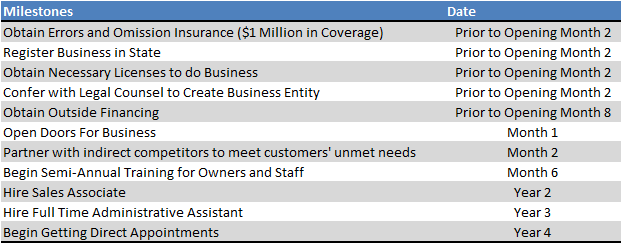 Milestones Date
Obtain Errors and Omission Insurance ($1 Million in Coverage) Prior to Opening Month 2
Register Business in State Prior to Opening Month 2
Obtain Necessary Licenses to do Business Prior to Opening Month 2
Confer with Legal Counsel to Create Business Entity Prior to Opening Month 2
Obtain Outside Financing Prior to Opening Month 8
Open Doors For Business Month 1
Partner with indirect competitors to meet customers' unmet needs Month 2
Begin Semi-Annual Training for Owners and Staff Month 6
Hire Sales Associate Year 2
Hire Full Time Administrative Assistant Year 3
Begin Getting Direct Appointments Year 4